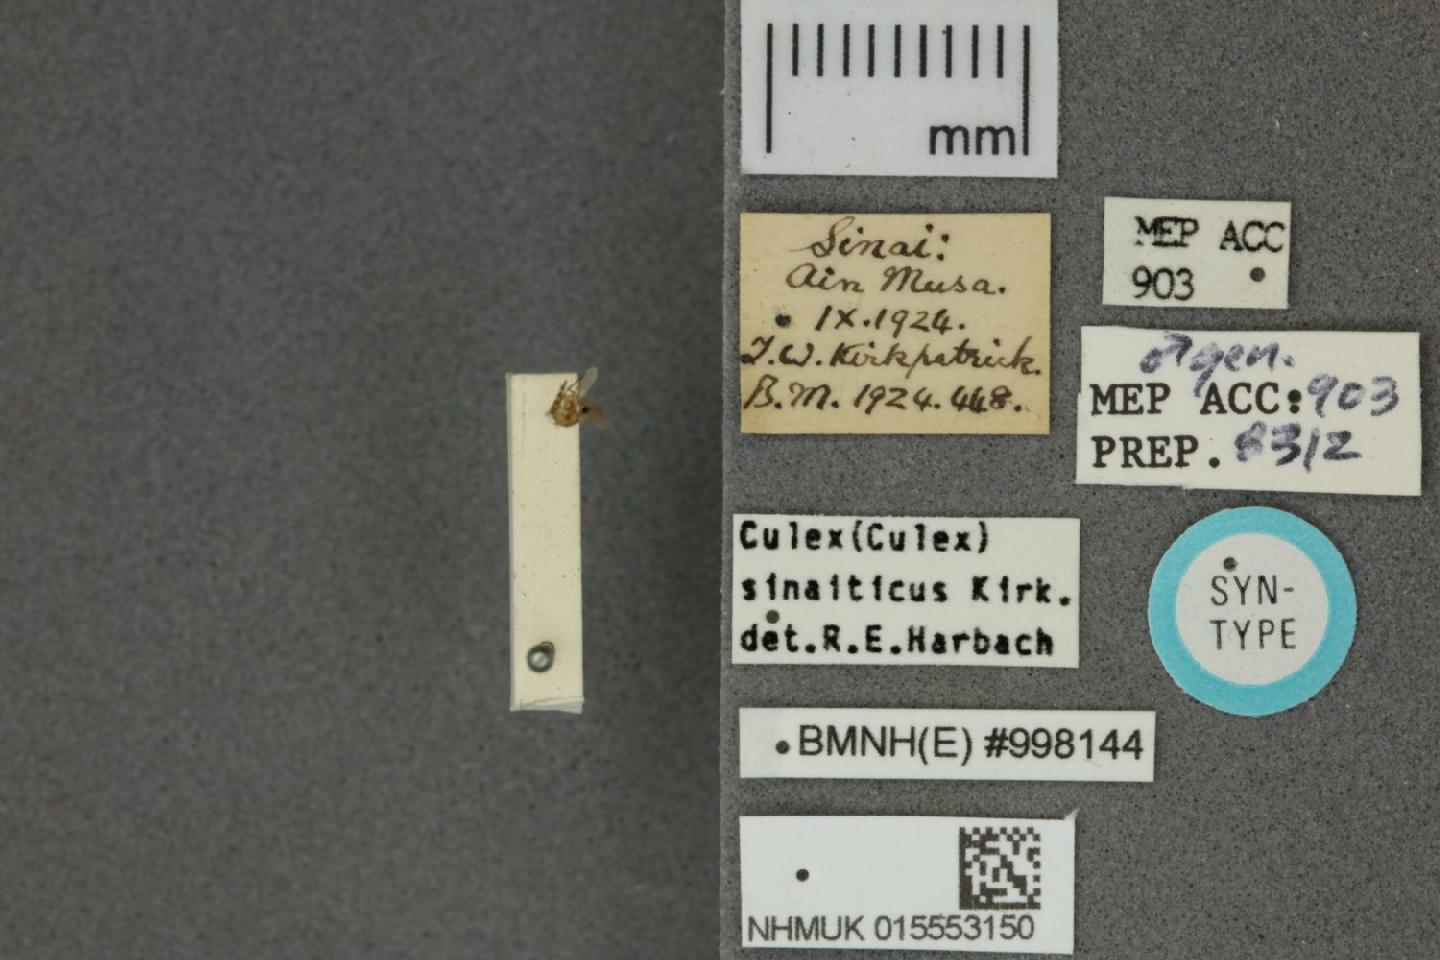 mm
Sinai:
Ain Musa.
IX.1924.
T.W. Kirkpatrick.
B.M. 1924.448.
MEP ACC
903
♂ gen.
MEP ACC:903
PREP. 8312
Culex(Culex)
sinaiticus Kirk.
det.R.E.Harbach
SYN-
TYPE
BMNH(E) #998144
NHMUK 015553150